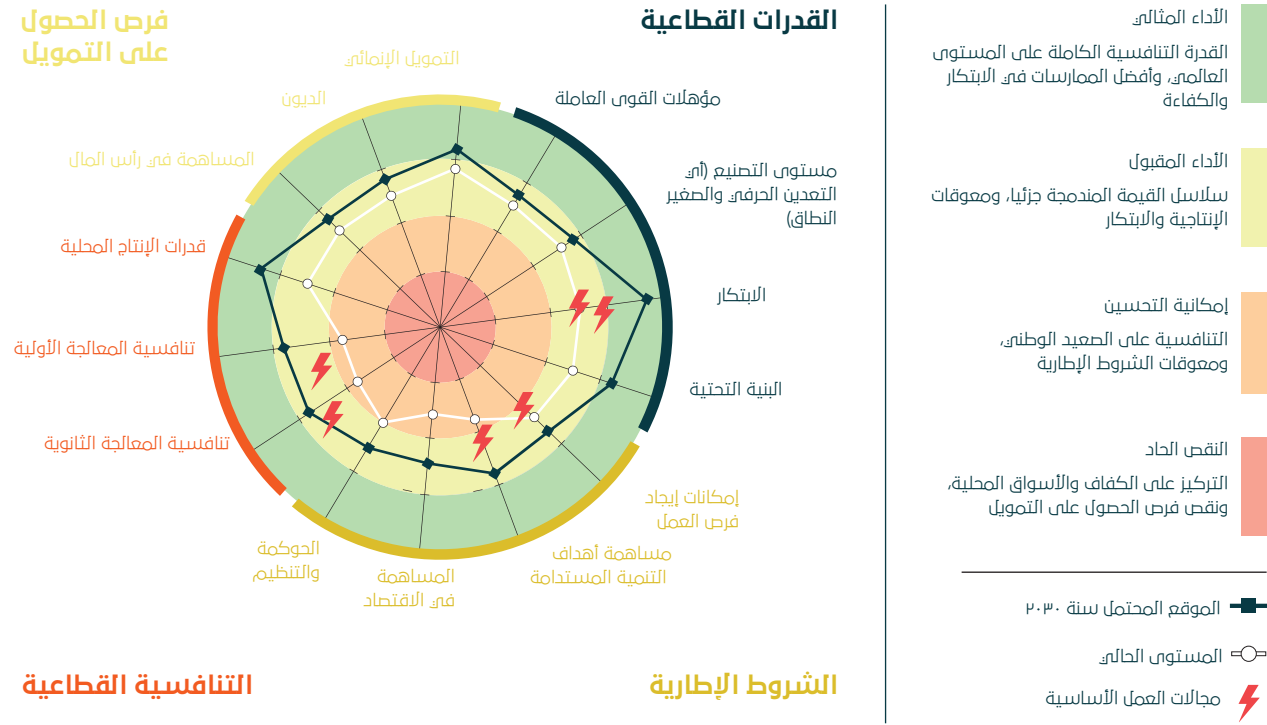 القدرات القطاعية
مؤهلات القوى العاملة
مستوى التصنيع (أي
التعدين الحرفي والصغير
النطاق)
الابتكار
البنية التحتية
فرص الحصول
على التمويل
التمويل الإنمائي
الديون
المساهمة في رأس المال
قدرات الإنتاج المحلية
تنافسية المعالجة الأولية
تنافسية المعالجة الثانوية
إمكانات إيجاد
فرص العمل
مساهمة أهداف
التنمية المستدامة
المساهمة
في الاقتصاد
الحوكمة
والتنظيم
الشروط الإطارية
التنافسية القطاعية
الأداء المثالي
القدرة التنافسية الكاملة على المستوى
العالمي، وأفضل الممارسات في الابتكار
والكفاءة
الأداء المقبول
سلاسل القيمة المندمجة جزئيا، ومعوقات
الإنتاجية والابتكار
إمكانية التحسين
التنافسية على الصعيد الوطني،
ومعوقات الشروط الإطارية
النقص الحاد
التركيز على الكفاف والأسواق المحلية،
ونقص فرص الحصول على التمويل
الموقع المحتمل سنة ٢٠٣٠
المستوى الحالي
مجالات العمل الأساسية